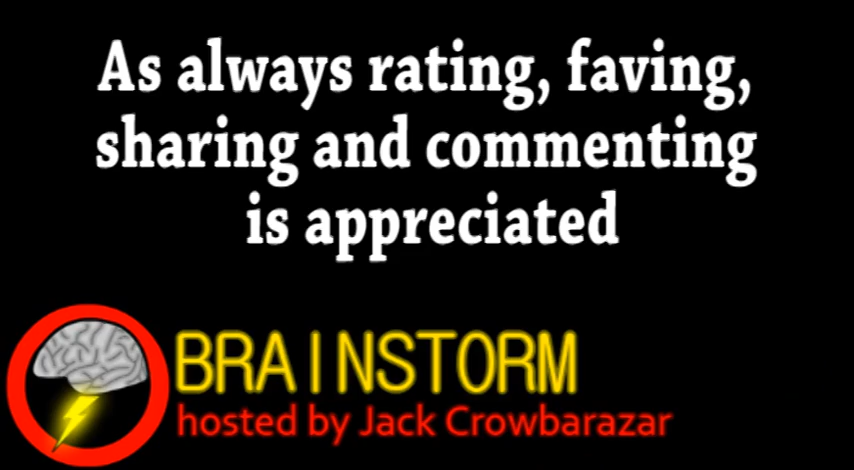 As always rating, faving,
sharing and commenting
is appreciated
BRAINSTORM
hosted by Jack Crowbarazar